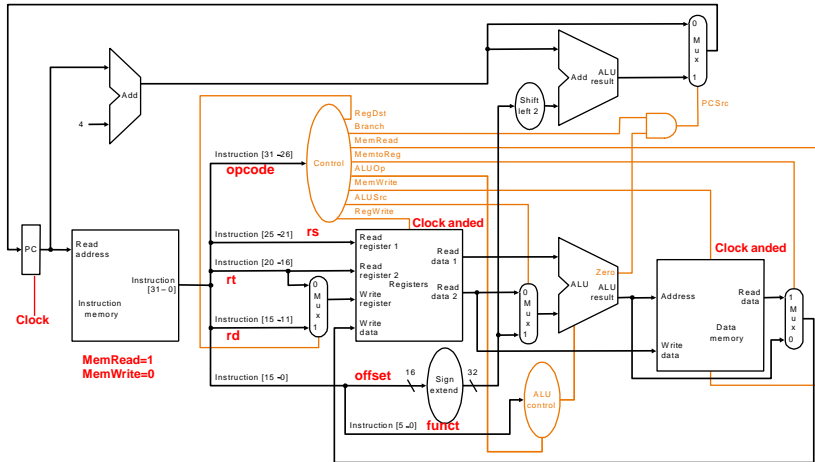 0
M
u
x
1
Add
ALU
result
Add
4
Shift
left 2
PCSrc
RegDst
Branch
MemRead
MemtoReg
ALUOp
MemWrite
ALUSrc
RegWrite
Control
Instruction [31–26]
opcode
Clock anded
Instruction [25–21]
rs
Instruction [20–16]
rt
Instruction [15–11]
rd
Instruction [15–0]
offset
Instruction [5–0]
funct
PC
Clock
Read
address
Instruction
[31–0]
Instruction
memory
MemRead=1
MemWrite=0
0
M
u
x
1
Read
register 1
Read
register 2
Write
register
Write
data
Registers
Read
data 1
Read
data 2
0
M
u
x
1
Zero
ALU
ALU
result
Clock anded
Address
Write
data
Read
data
Data
memory
1
M
u
x
0
16
Sign
extend
32
ALU
control